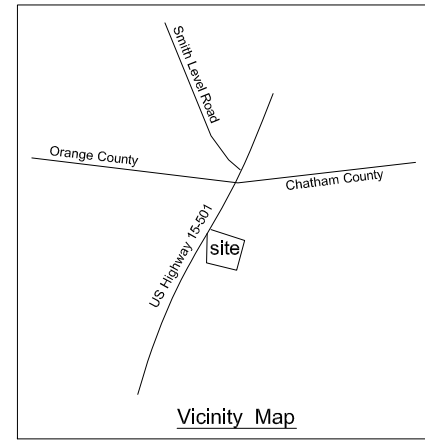 Smith Level Road
Orange County
Chatham County
US Highway 15-501
site
Vicinity Map